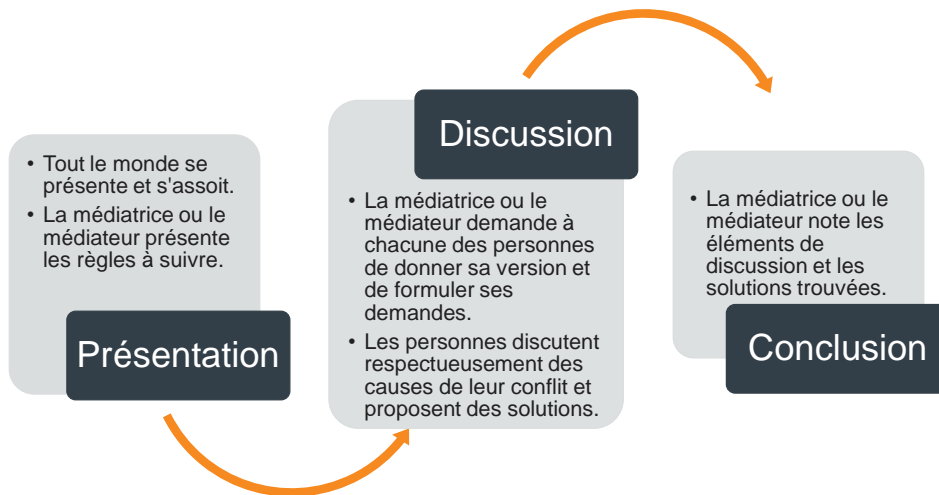 • Tout le monde se
présente et s'assoit.
• La médiatrice ou le
médiateur présente
les règles à suivre.
Présentation
Discussion
• La médiatrice ou le
médiateur demande à
chacune des personnes
de donner sa version et
de formuler ses
demandes.
• Les personnes discutent
respectueusement des
causes de leur conflit et
proposent des solutions.
• La médiatrice ou le
médiateur note les
éléments de
discussion et les
solutions trouvées.
Conclusion